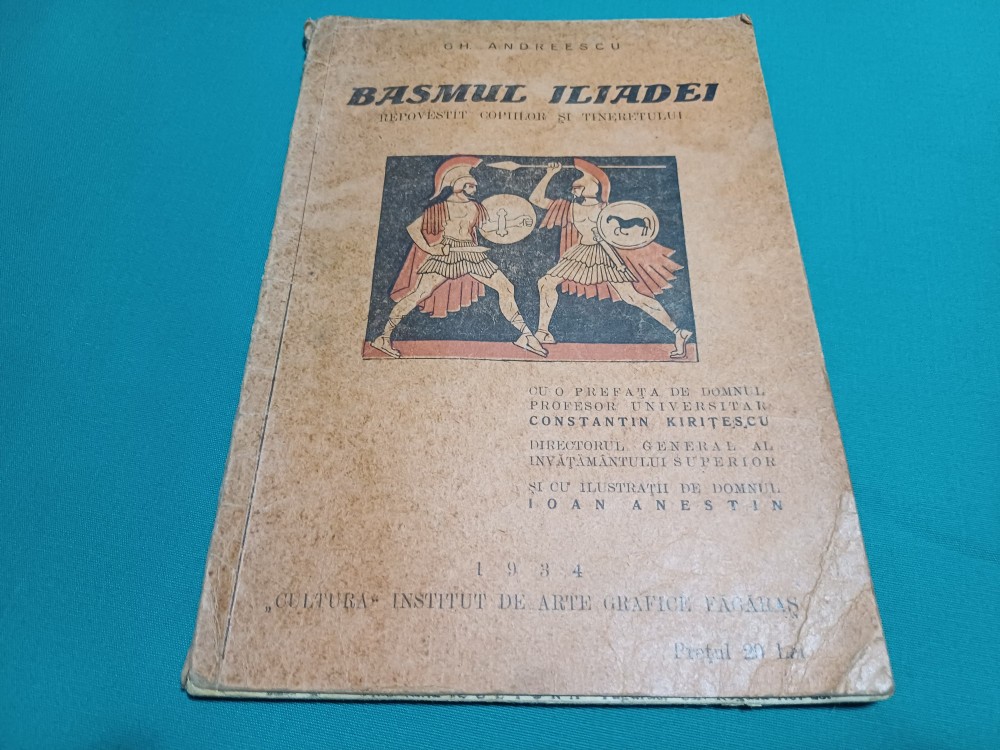 GH. ANDREESCU
BASMUL ILIADEI
REPOVESTIT COPIILOR ȘI TINERETULUI
CU O PREFAȚA DE DOMNUL
PROFESOR UNIVERSITAR
CONSTANTIN KIRIȚESCU
DIRECTORUL GENERAL AL
INVĂȚĂMÂNTULUI SUPERIOR
ȘI CU ILUSTRAȚII DE DOMNUL
IOAN ANESTIN
1934
„CULTURA“ INSTITUT DE ARTE GRAFICE FĂGĂRAȘ
Prețul 20 Lei